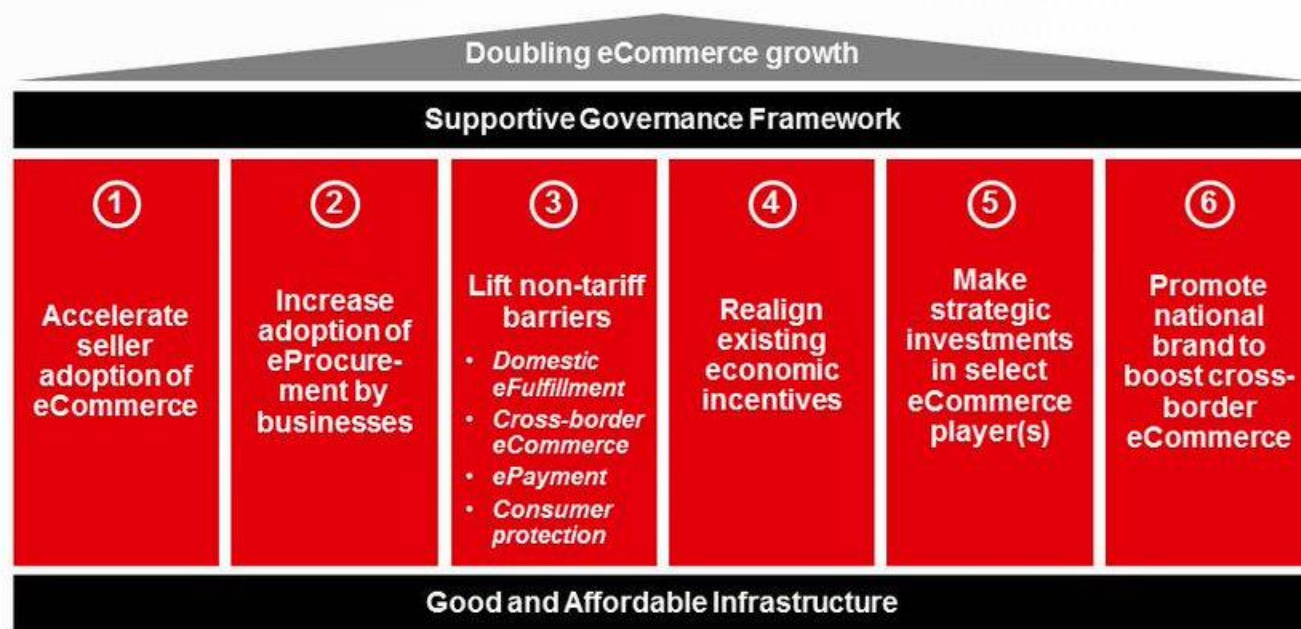 Doubling eCommerce growth
Supportive Governance Framework
1
Accelerate
seller
adoption of
eCommerce
2
Increase
adoption of
eProcure-
ment by
businesses
3
Lift non-tariff
barriers
• Domestic
eFulfillment
• Cross-border
eCommerce
• ePayment
• Consumer
protection
4
Realign
existing
economic
incentives
5
Make
strategic
investments
in select
eCommerce
player(s)
6
Promote
national
brand to
boost cross-
border
eCommerce
Good and Affordable Infrastructure